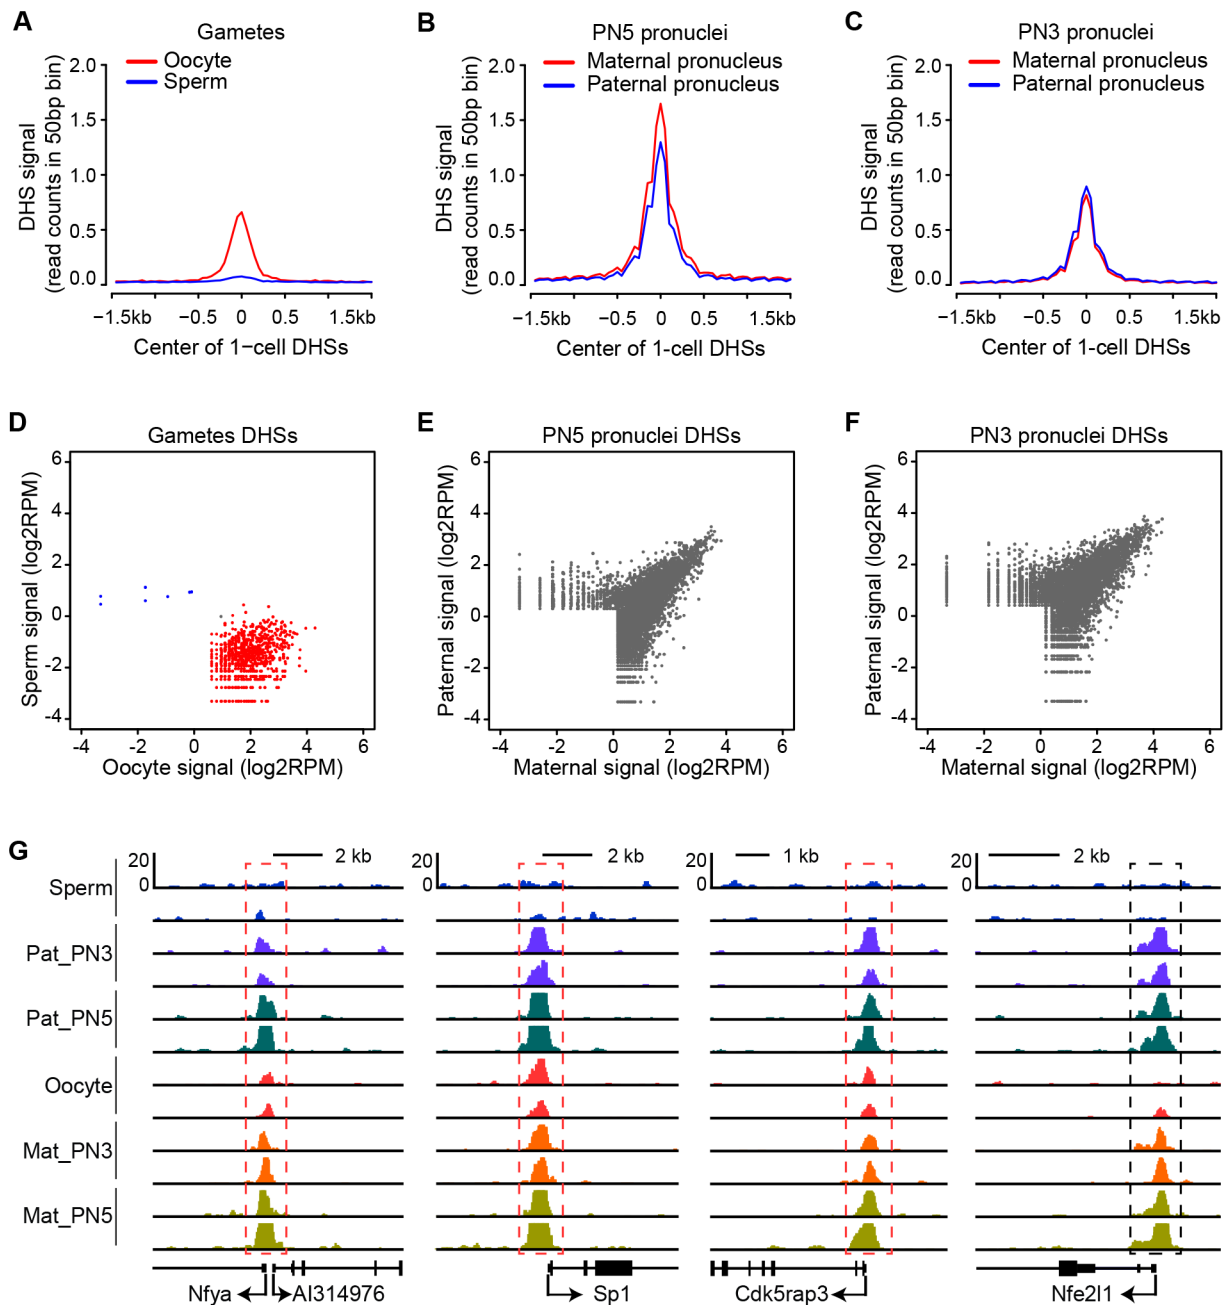 A
Gametes
Oocyte
Sperm
DHS signal
(read counts in 50bp bin)
2.0
1.5
1.0
0.5
0.0
−1.5kb −0.5 0 0.5 1.5kb
Center of 1−cell DHSs
B
PN5 pronuclei
Maternal pronucleus
Paternal pronucleus
DHS signal
(read counts in 50bp bin)
2.0
1.5
1.0
0.5
0.0
−1.5kb −0.5 0 0.5 1.5kb
Center of 1-cell DHSs
C
PN3 pronuclei
Maternal pronucleus
Paternal pronucleus
DHS signal
(read counts in 50bp bin)
2.0
1.5
1.0
0.5
0.0
−1.5kb −0.5 0 0.5 1.5kb
Center of 1-cell DHSs
D
Gametes DHSs
Sperm signal (log2RPM)
6
4
2
0
-2
-4
-4 -2 0 2 4 6
Oocyte signal (log2RPM)
E
PN5 pronuclei DHSs
Paternal signal (log2RPM)
6
4
2
0
-2
-4
-4 -2 0 2 4 6
Maternal signal (log2RPM)
F
PN3 pronuclei DHSs
Paternal signal (log2RPM)
6
4
2
0
-2
-4
-4 -2 0 2 4 6
Maternal signal (log2RPM)
G
20 2 kb 20 2 kb 20 1 kb 20 2 kb
0 0 0 0
Sperm
Pat_PN3
Pat_PN5
Oocyte
Mat_PN3
Mat_PN5
Nfya AI314976 Sp1 Cdk5rap3 Nfe2l1